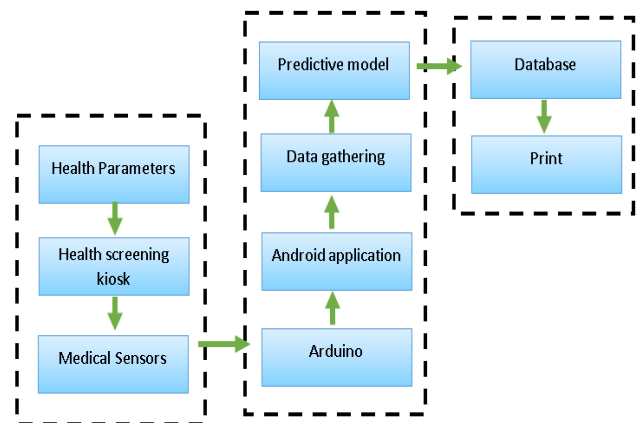 Health Parameters
Health screening
kiosk
Medical Sensors
Predictive model
Data gathering
Android application
Arduino
Database
Print